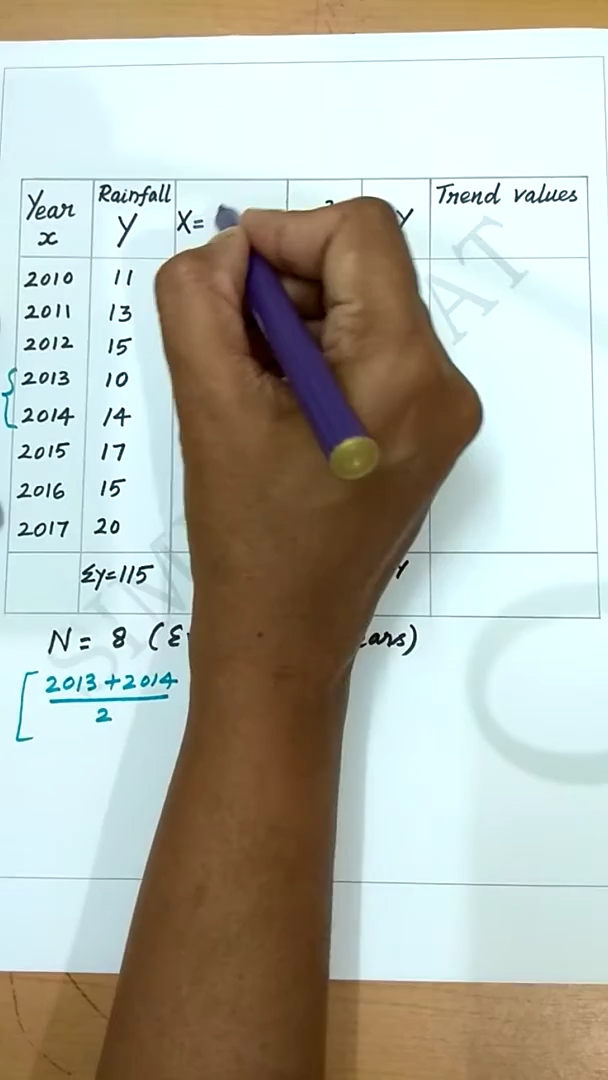 Year x Rainfall Y X= Y Trend values
2010 11
2011 13
2012 15
2013 10
2014 14
2015 17
2016 15
2017 20
Σy=115 Y
N = 8 (
2013 + 2014
2